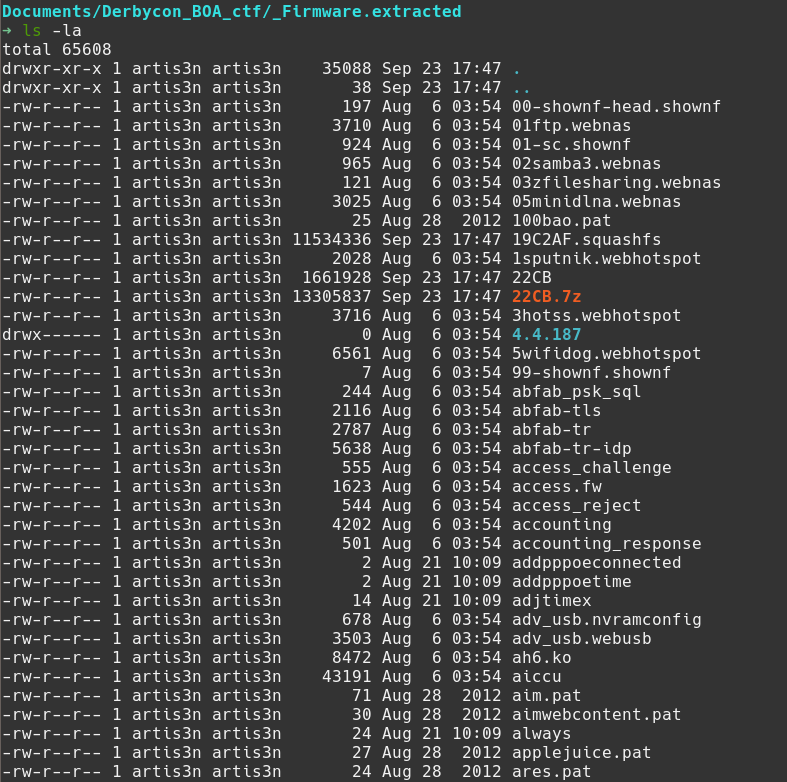 Documents/Derbycon_BOA_ctf/_Firmware.extracted
→ ls -la
total 65608
drwxr-xr-x 1 artis3n artis3n    35088 Sep 23 17:47 .
drwxr-xr-x 1 artis3n artis3n       38 Sep 23 17:47 ..
-rw-r--r-- 1 artis3n artis3n      197 Aug  6 03:54 00-shownf-head.shownf
-rw-r--r-- 1 artis3n artis3n     3710 Aug  6 03:54 01ftp.webnas
-rw-r--r-- 1 artis3n artis3n      924 Aug  6 03:54 01-sc.shownf
-rw-r--r-- 1 artis3n artis3n      965 Aug  6 03:54 02samba3.webnas
-rw-r--r-- 1 artis3n artis3n      121 Aug  6 03:54 03zfilesharing.webnas
-rw-r--r-- 1 artis3n artis3n     3025 Aug  6 03:54 05minidlna.webnas
-rw-r--r-- 1 artis3n artis3n       25 Aug 28  2012 100bao.pat
-rw-r--r-- 1 artis3n artis3n 11534336 Sep 23 17:47 19C2AF.squashfs
-rw-r--r-- 1 artis3n artis3n     2028 Aug  6 03:54 1sputnik.webhotspot
-rw-r--r-- 1 artis3n artis3n  1661928 Sep 23 17:47 22CB
-rw-r--r-- 1 artis3n artis3n 13305837 Sep 23 17:47 22CB.7z
-rw-r--r-- 1 artis3n artis3n     3716 Aug  6 03:54 3hotss.webhotspot
drwx------ 1 artis3n artis3n        0 Aug  6 03:54 4.4.187
-rw-r--r-- 1 artis3n artis3n     6561 Aug  6 03:54 5wifidog.webhotspot
-rw-r--r-- 1 artis3n artis3n        7 Aug  6 03:54 99-shownf.shownf
-rw-r--r-- 1 artis3n artis3n      244 Aug  6 03:54 abfab_psk_sql
-rw-r--r-- 1 artis3n artis3n     2116 Aug  6 03:54 abfab-tls
-rw-r--r-- 1 artis3n artis3n     2787 Aug  6 03:54 abfab-tr
-rw-r--r-- 1 artis3n artis3n     5638 Aug  6 03:54 abfab-tr-idp
-rw-r--r-- 1 artis3n artis3n      555 Aug  6 03:54 access_challenge
-rw-r--r-- 1 artis3n artis3n     1623 Aug  6 03:54 access.fw
-rw-r--r-- 1 artis3n artis3n      544 Aug  6 03:54 access_reject
-rw-r--r-- 1 artis3n artis3n     4202 Aug  6 03:54 accounting
-rw-r--r-- 1 artis3n artis3n      501 Aug  6 03:54 accounting_response
-rw-r--r-- 1 artis3n artis3n        2 Aug 21 10:09 addpppoeconnected
-rw-r--r-- 1 artis3n artis3n        2 Aug 21 10:09 addpppoetime
-rw-r--r-- 1 artis3n artis3n       14 Aug 21 10:09 adjtimex
-rw-r--r-- 1 artis3n artis3n      678 Aug  6 03:54 adv_usb.nvramconfig
-rw-r--r-- 1 artis3n artis3n     3503 Aug  6 03:54 adv_usb.webusb
-rw-r--r-- 1 artis3n artis3n     8472 Aug  6 03:54 ah6.ko
-rw-r--r-- 1 artis3n artis3n    43191 Aug  6 03:54 aiccu
-rw-r--r-- 1 artis3n artis3n       71 Aug 28  2012 aim.pat
-rw-r--r-- 1 artis3n artis3n       30 Aug 28  2012 aimwebcontent.pat
-rw-r--r-- 1 artis3n artis3n       24 Aug 21 10:09 always
-rw-r--r-- 1 artis3n artis3n       27 Aug 28  2012 applejuice.pat
-rw-r--r-- 1 artis3n artis3n       24 Aug 28  2012 ares.pat